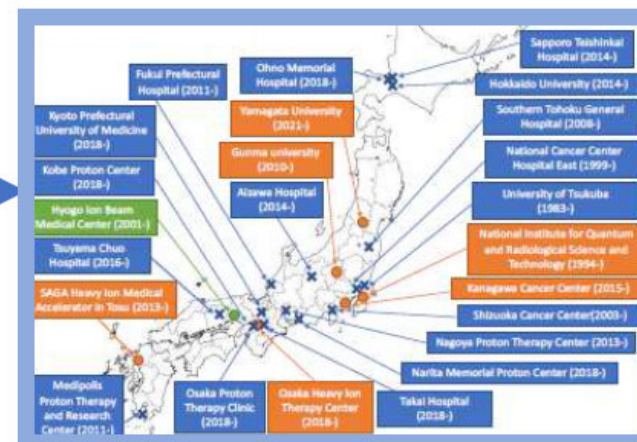 Sapporo Teishinkai
Hospital
(2014-)
Ohno Memorial
Hospital (2018-)
Fukui Prefectural
Hospital (2011-)
Hokkaido University (2014-)
Yamagata University
(2021-)
Southern Tohoku General
Hospital (2008-)
Kyoto Prefectural
University of Medicine
(2018-)
Gunma university
(2010-)
National Cancer Center
Hospital East (1999-)
Kobe Proton Center
(2018-)
Aizawa Hospital
(2014-)
University of Tsukuba
(1983-)
Hyogo Ion Beam
Medical Center (2001-)
National Institute for Quantum
and Radiological Science and
Technology (1994-)
Tsuyama Chuo
Hospital (2016-)
Kanagawa Cancer Center (2015-)
SAGA Heavy Ion Medical
Accelerator in Tosu (2013-)
Shizuoka Cancer Center(2003-)
Nagoya Proton Therapy Center (2013-)
Narita Memorial Proton Center (2018-)
Medipolis
Proton Therapy
and Research
Center (2011-)
Osaka Proton
Therapy Clinic
(2018-)
Osaka Heavy Ion
Therapy Center
(2018-)
Takai Hospital
(2018-)